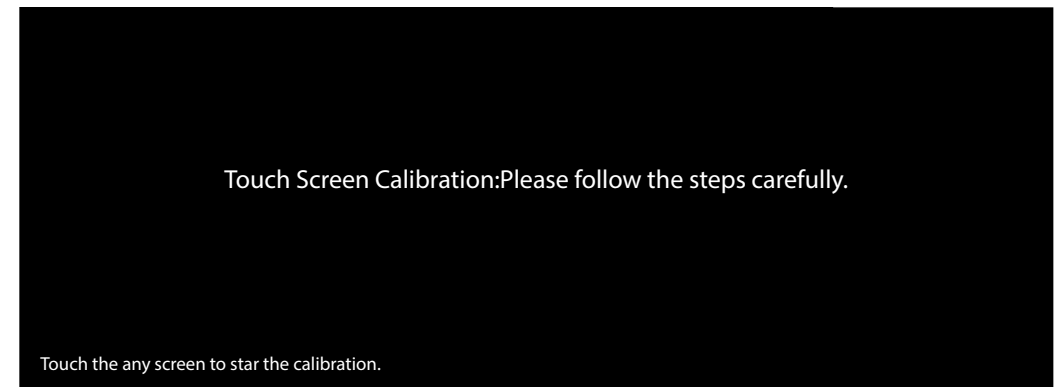 Touch Screen Calibration:Please follow the steps carefully.
Touch the any screen to star the calibration.